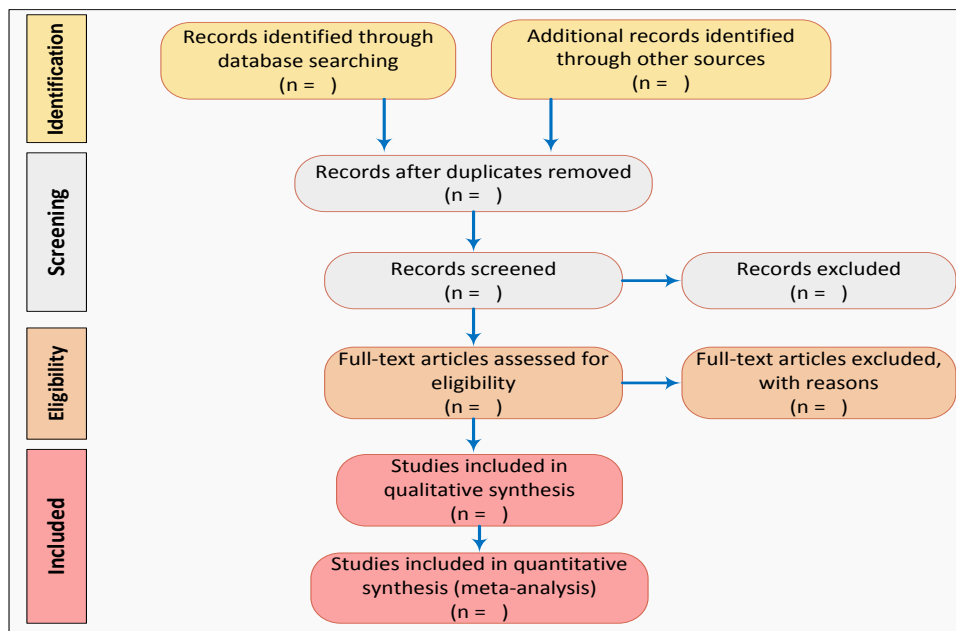 Identification
Records identified through
database searching
(n = )
Additional records identified
through other sources
(n = )
Screening
Records after duplicates removed
(n = )
Records screened
(n = )
Records excluded
(n = )
Eligibility
Full-text articles assessed for
eligibility
(n = )
Full-text articles excluded,
with reasons
(n = )
Included
Studies included in
qualitative synthesis
(n = )
Studies included in quantitative
synthesis (meta-analysis)
(n = )